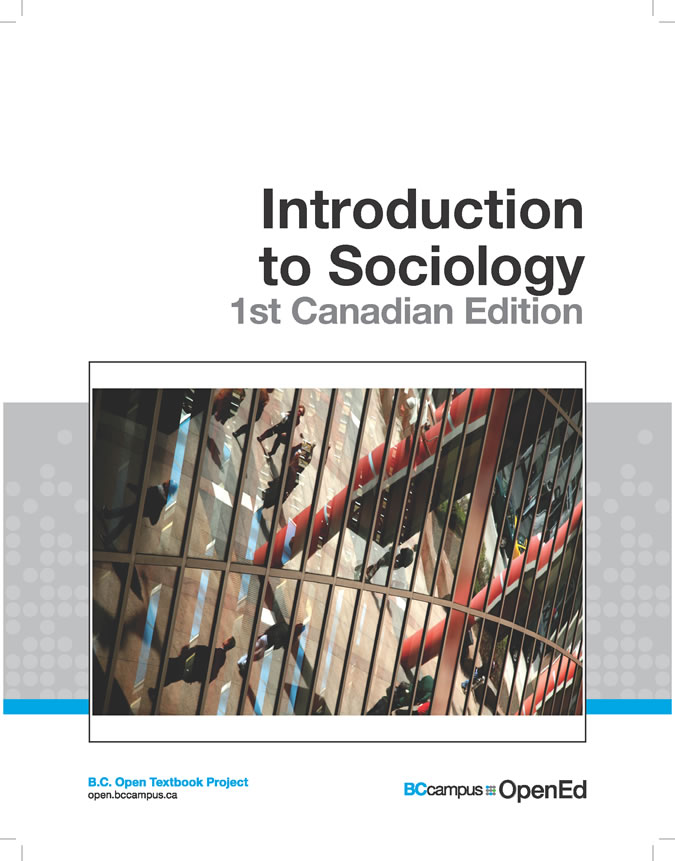 Introduction
to Sociology
1st Canadian Edition
B.C. Open Textbook Project
open.bccampus.ca
BCcampus OpenEd